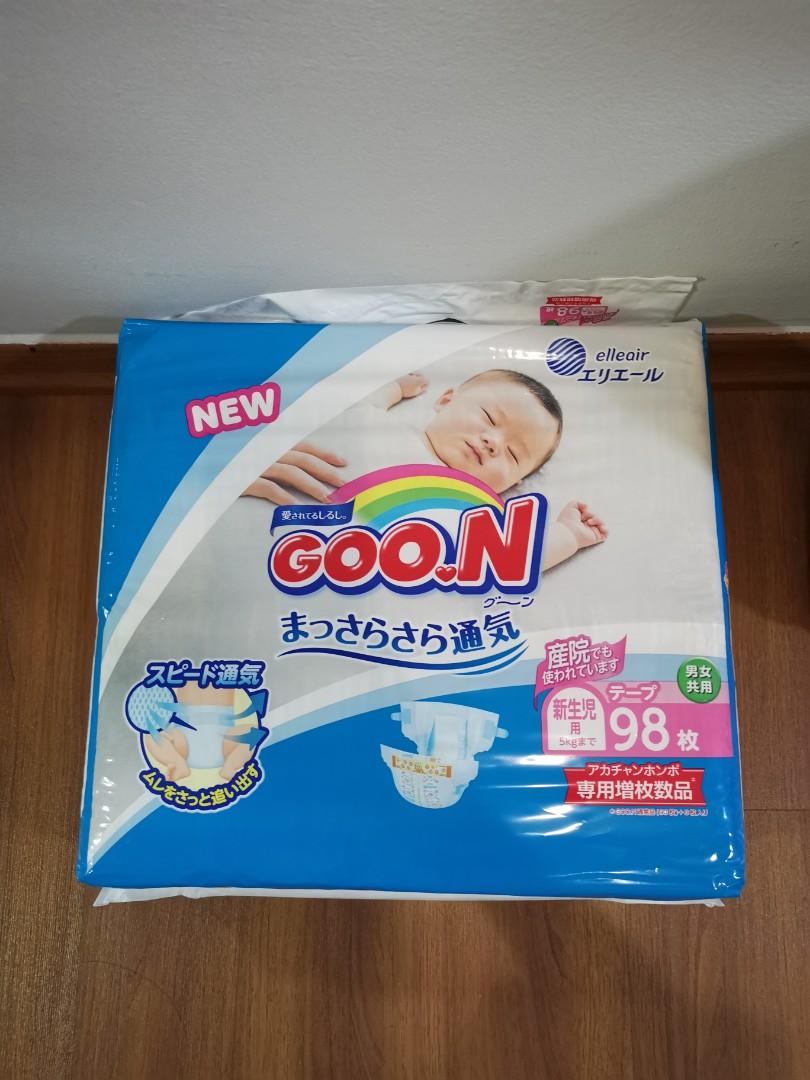 elleair
エリエール
NEW
愛されてるしるし。
GOO.N
グ〜ン
まっさらさら通気
スピード通気
ムレをさっと追い出す
産院でも
使われています
男女
共用
新生児
用
5kgまで
テープ
98枚
アカチャンホンポ
専用増枚数品